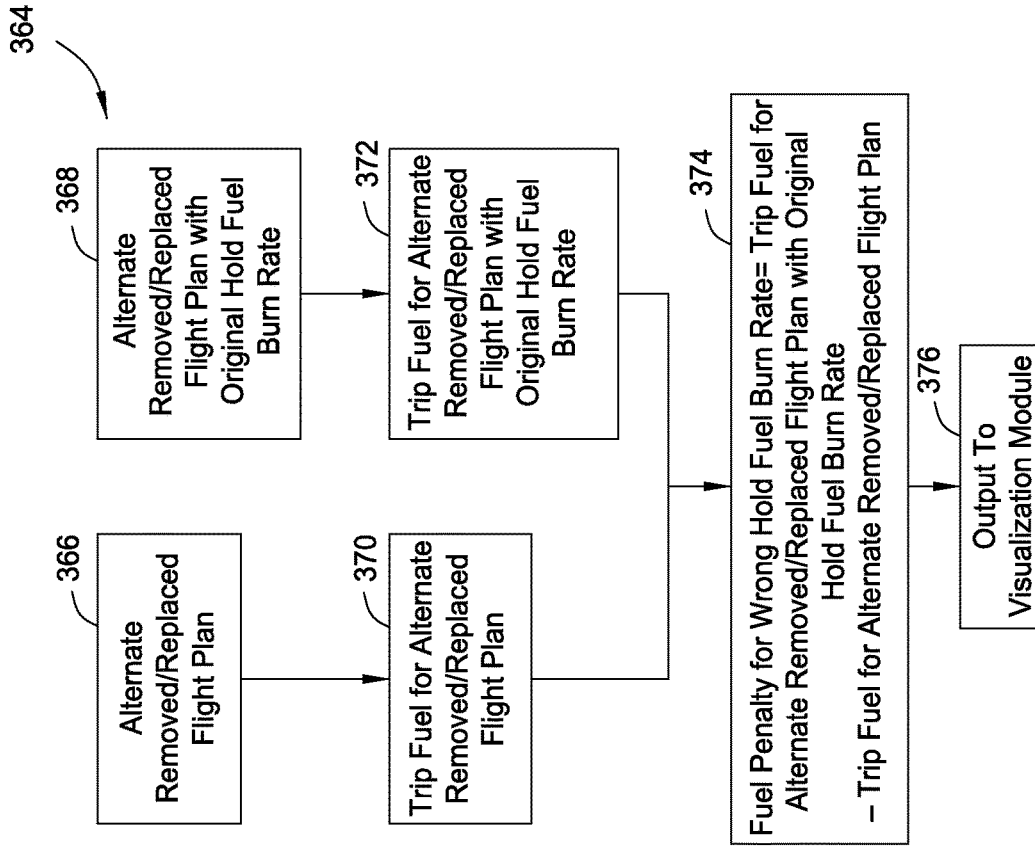 364
366
Alternate
Removed/Replaced
Flight Plan
368
Alternate
Removed/Replaced
Flight Plan with
Original Hold Fuel
Burn Rate
370
Trip Fuel for Alternate
Removed/Replaced
Flight Plan
372
Trip Fuel for Alternate
Removed/Replaced
Flight Plan with
Original Hold Fuel
Burn Rate
374
Fuel Penalty for Wrong Hold Fuel Burn Rate= Trip Fuel for
Alternate Removed/Replaced Flight Plan with Original
Hold Fuel Burn Rate
– Trip Fuel for Alternate Removed/Replaced Flight Plan
376
Output To
Visualization Module